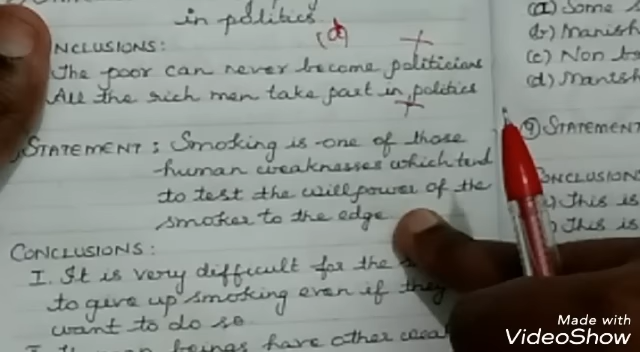 in politics
(d)
NCLUSIONS:
The poor can never become politicians
All the rich men take part in politics
STATEMENT: Smoking is one of those
human weaknesses which tend
to test the will power of the
smoker to the edge
CONCLUSIONS:
I. It is very difficult for the
to give up smoking even if they
want to do so
beings have other
(a) Some
(b) Manish
(c) Non
(d) Manish
9) STATEMENT
ONCLUSION
This is
This is
Made with
VideoShow